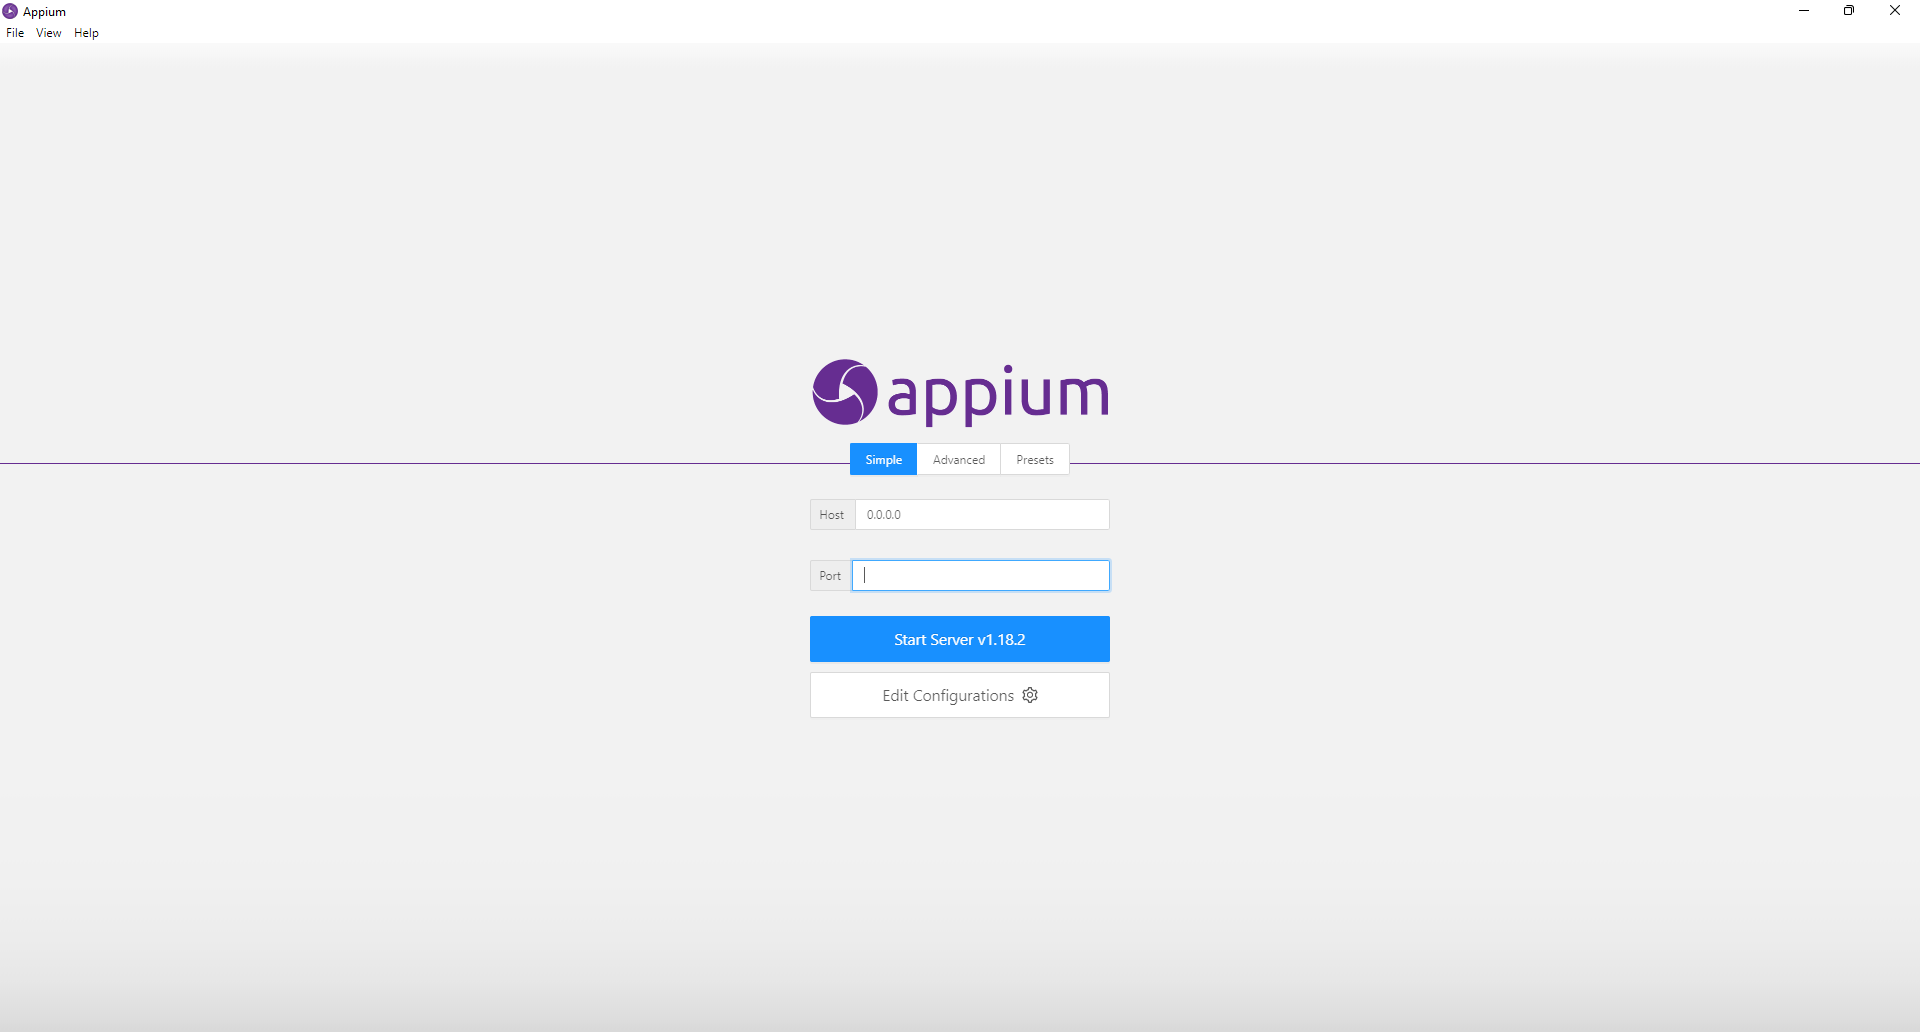 Appium
File View Help
appium
Simple Advanced Presets
Host 0.0.0.0
Port
Start Server v1.18.2
Edit Configurations